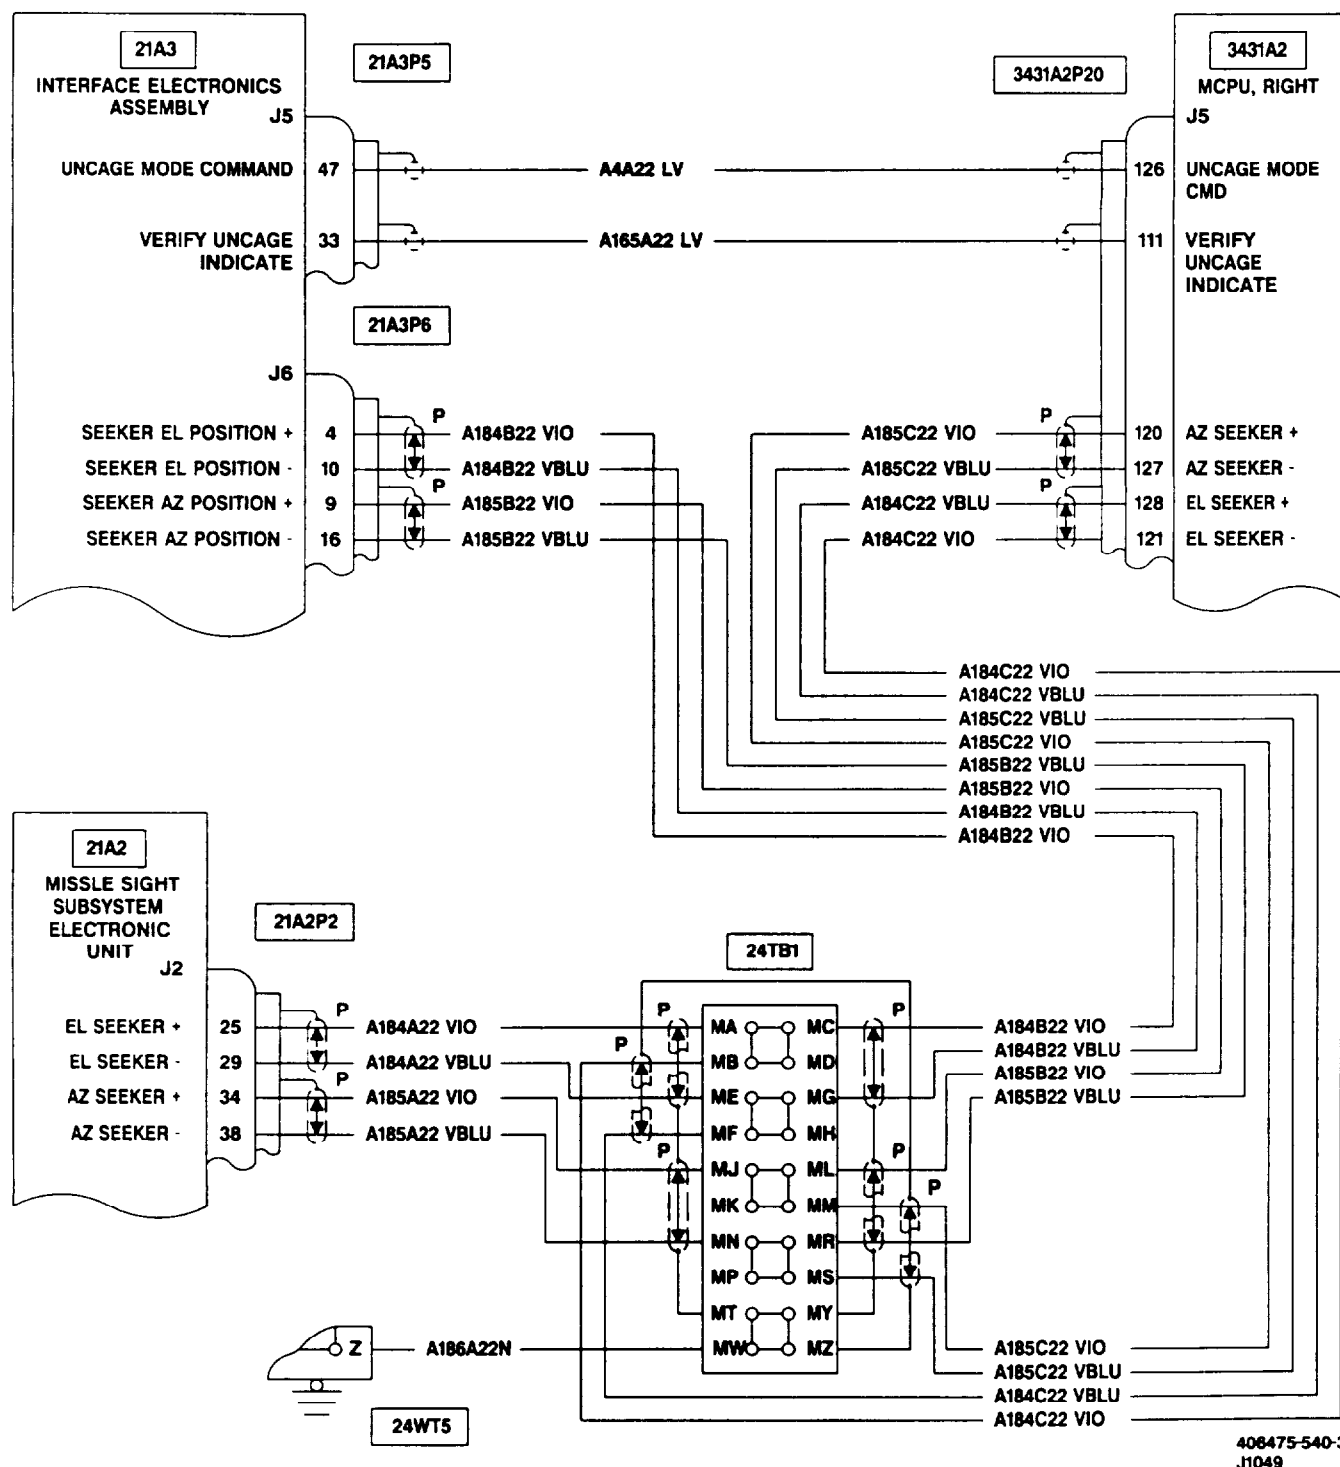 21A3
INTERFACE ELECTRONICS
ASSEMBLY
J5
21A3P5
3431A2P20
3431A2
MCPU, RIGHT
J5
UNCAGE MODE COMMAND 47 A4A22 LV 126 UNCAGE MODE
CMD
VERIFY UNCAGE 33 A165A22 LV 111 VERIFY
INDICATE UNCAGE
INDICATE
21A3P6
J6
P P
SEEKER EL POSITION + 4 A184B22 VIO A185C22 VIO 120 AZ SEEKER +
SEEKER EL POSITION - 10 A184B22 VBLU A185C22 VBLU 127 AZ SEEKER -
P P
SEEKER AZ POSITION + 9 A185B22 VIO A184C22 VBLU 128 EL SEEKER +
SEEKER AZ POSITION - 16 A185B22 VBLU A184C22 VIO 121 EL SEEKER -
A184C22 VIO
A184C22 VBLU
A185C22 VBLU
A185C22 VIO
A185B22 VBLU
A185B22 VIO
A184B22 VBLU
A184B22 VIO
21A2
MISSLE SIGHT
SUBSYSTEM
ELECTRONIC
UNIT
J2
21A2P2
24TB1
P P P
EL SEEKER + 25 A184A22 VIO MA MC A184B22 VIO
P
EL SEEKER - 29 A184A22 VBLU MB MD A184B22 VBLU
P
AZ SEEKER + 34 A185A22 VIO ME MG A185B22 VIO
A185B22 VBLU
AZ SEEKER - 38 A185A22 VBLU MF MH
P P
MJ ML
P
MK MM
MN MR
MP MS
MT MY
Z A186A22N MW MZ A185C22 VIO
A185C22 VBLU
A184C22 VBLU
A184C22 VIO
24WT5
406475-540-3
J1049